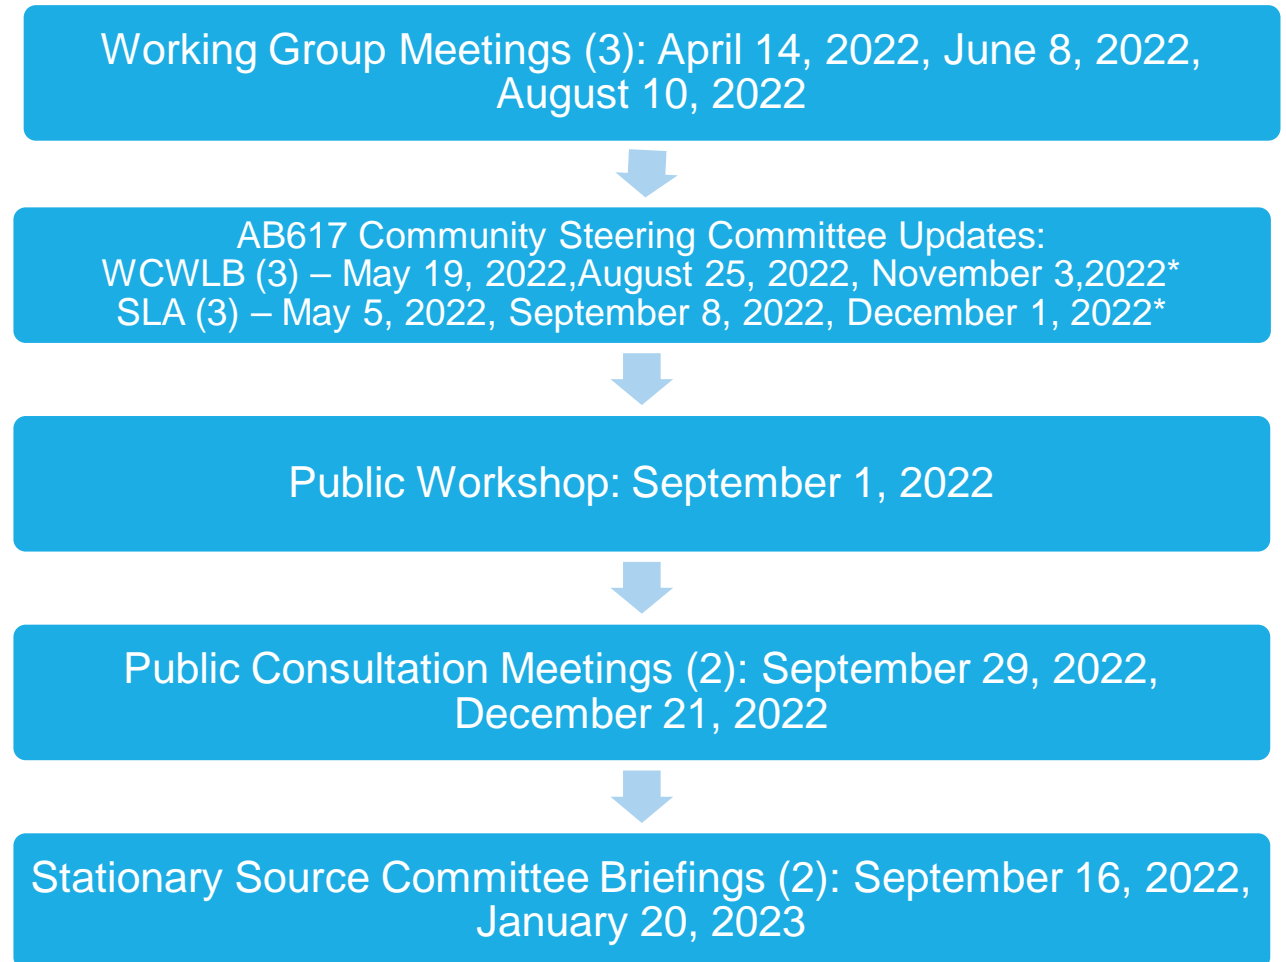 Working Group Meetings (3): April 14, 2022, June 8, 2022,
August 10, 2022
AB617 Community Steering Committee Updates:
WCWLB (3) – May 19, 2022,August 25, 2022, November 3,2022*
SLA (3) – May 5, 2022, September 8, 2022, December 1, 2022*
Public Workshop: September 1, 2022
Public Consultation Meetings (2): September 29, 2022,
December 21, 2022
Stationary Source Committee Briefings (2): September 16, 2022,
January 20, 2023